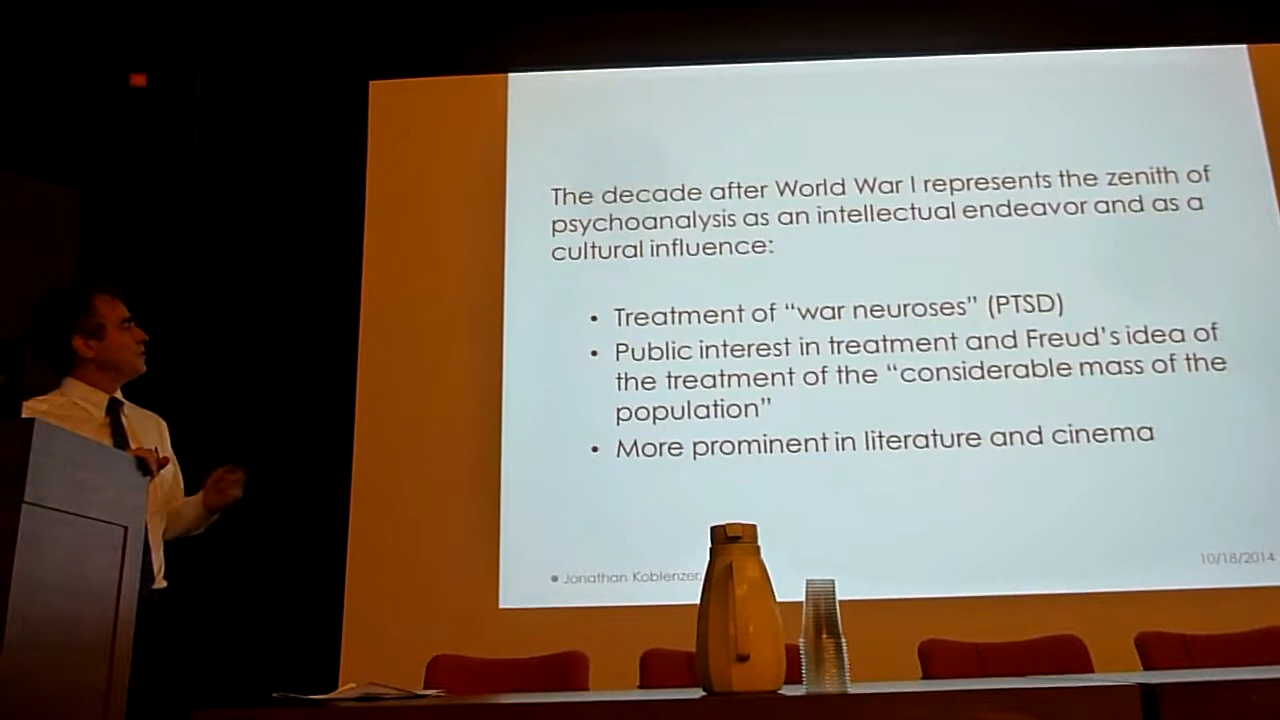 The decade after World War I represents the zenith of
psychoanalysis as an intellectual endeavor and as a
cultural influence:
• Treatment of “war neuroses” (PTSD)
• Public interest in treatment and Freud’s idea of
the treatment of the “considerable mass of the
population”
• More prominent in literature and cinema
• Jonathan Koblenzer,
10/18/2014